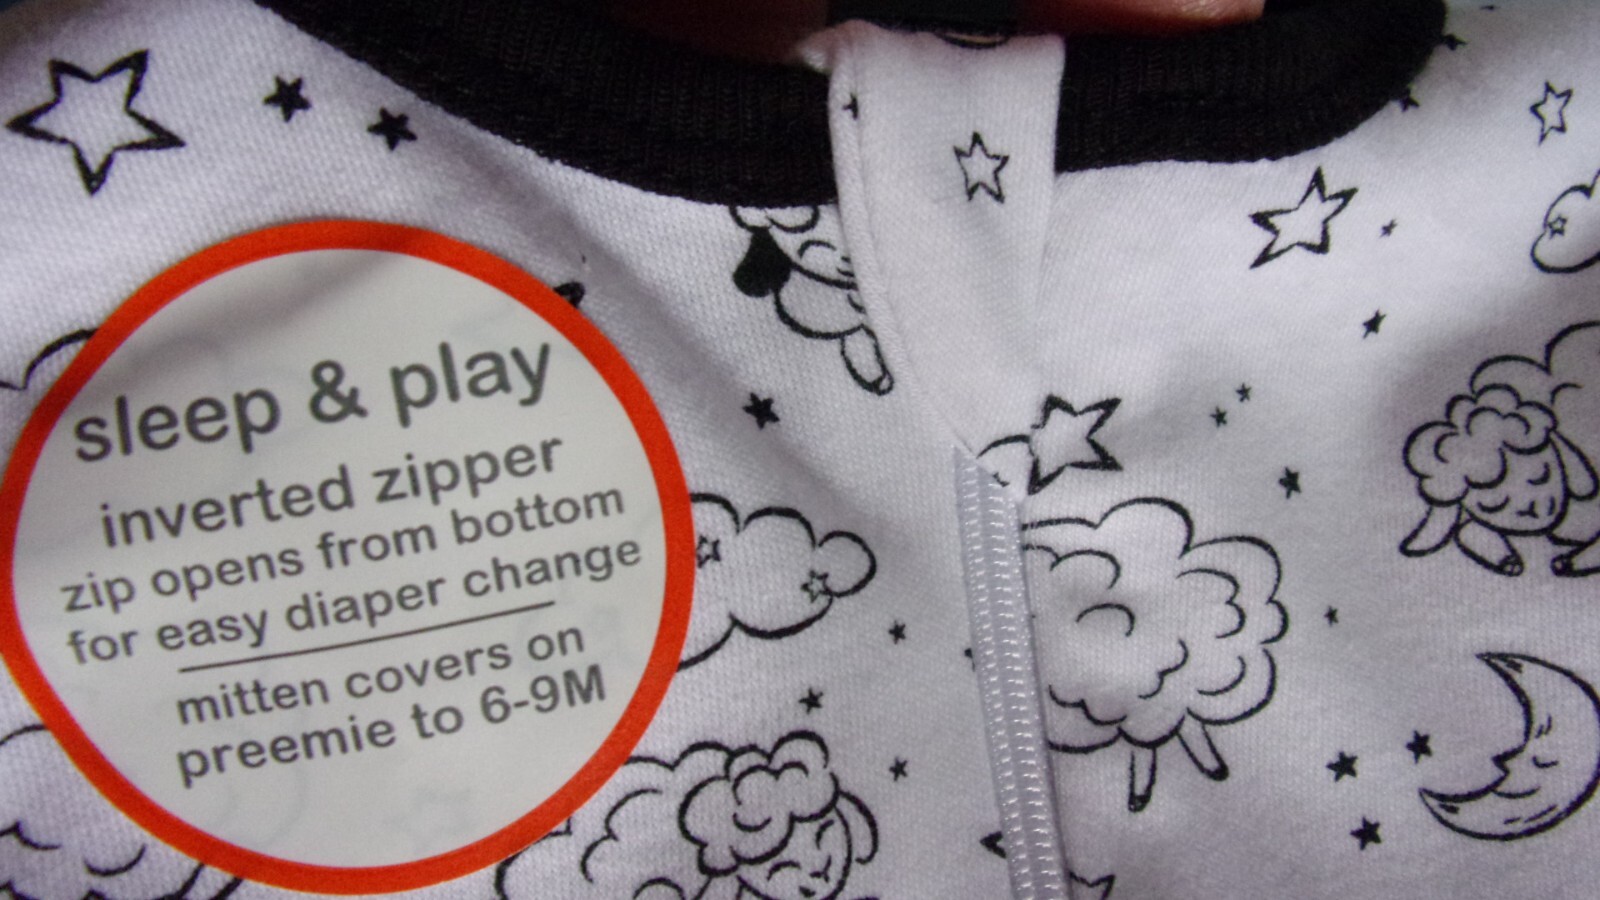 sleep & play
inverted zipper
zip opens from bottom
for easy diaper change
mitten covers on
preemie to 6-9M